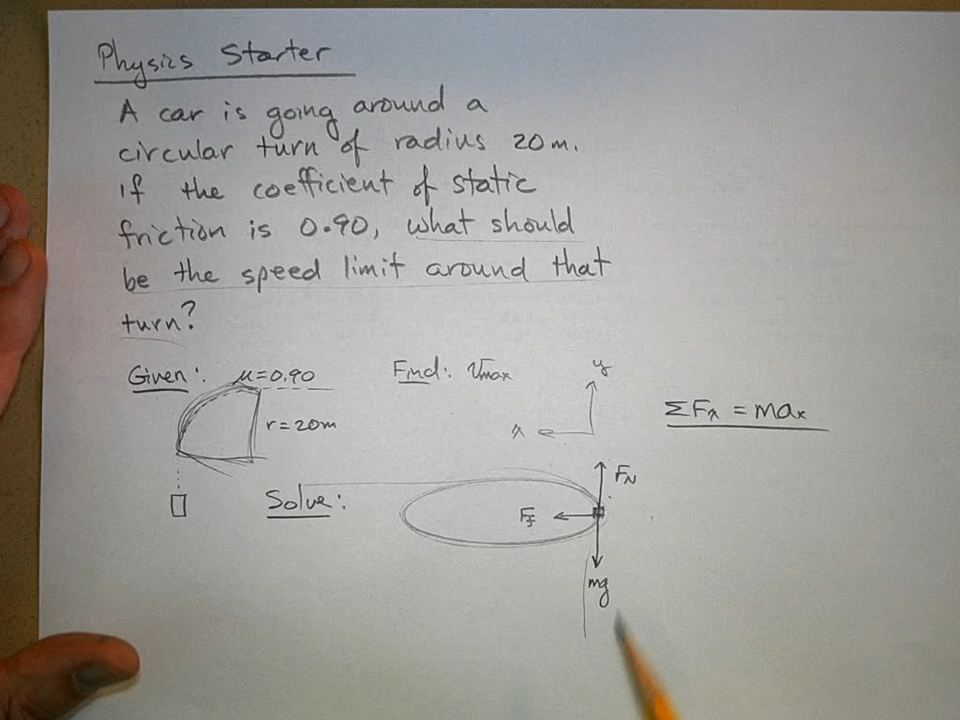 Physics Starter
A car is going around a
circular turn of radius 20m.
If the coefficient of static
friction is 0.90, what should
be the speed limit around that
turn?
Given: μ=0.90
Find: Vmax
y
r=20m
x
ΣFx = max
Solve:
FN
Ff
mg